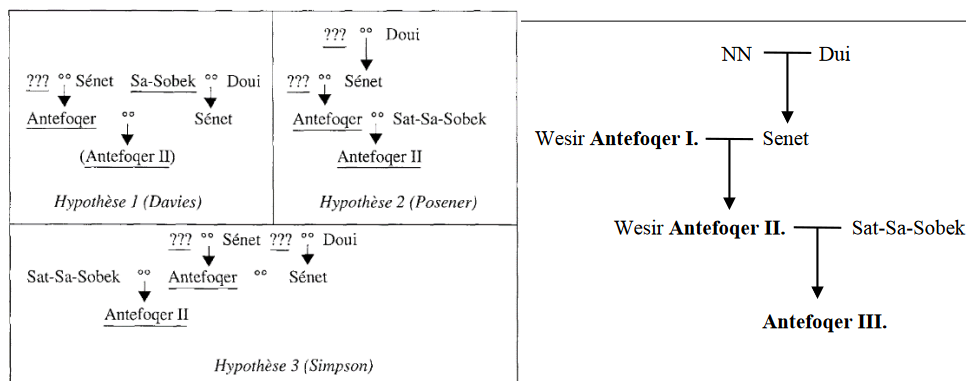 ??? °° Sénet Sa-Sobek °° Doui
Antefoqer °° Sénet
(Antefoqer II)
Hypothèse 1 (Davies)
??? °° Doui
??? °° Sénet
Antefoqer °° Sat-Sa-Sobek
Antefoqer II
Hypothèse 2 (Posener)
??? °° Sénet ??? °° Doui
Sat-Sa-Sobek °° Antefoqer °° Sénet
Antefoqer II
Hypothèse 3 (Simpson)
NN Dui
Wesir Antefoqer I. Senet
Wesir Antefoqer II. Sat-Sa-Sobek
Antefoqer III.